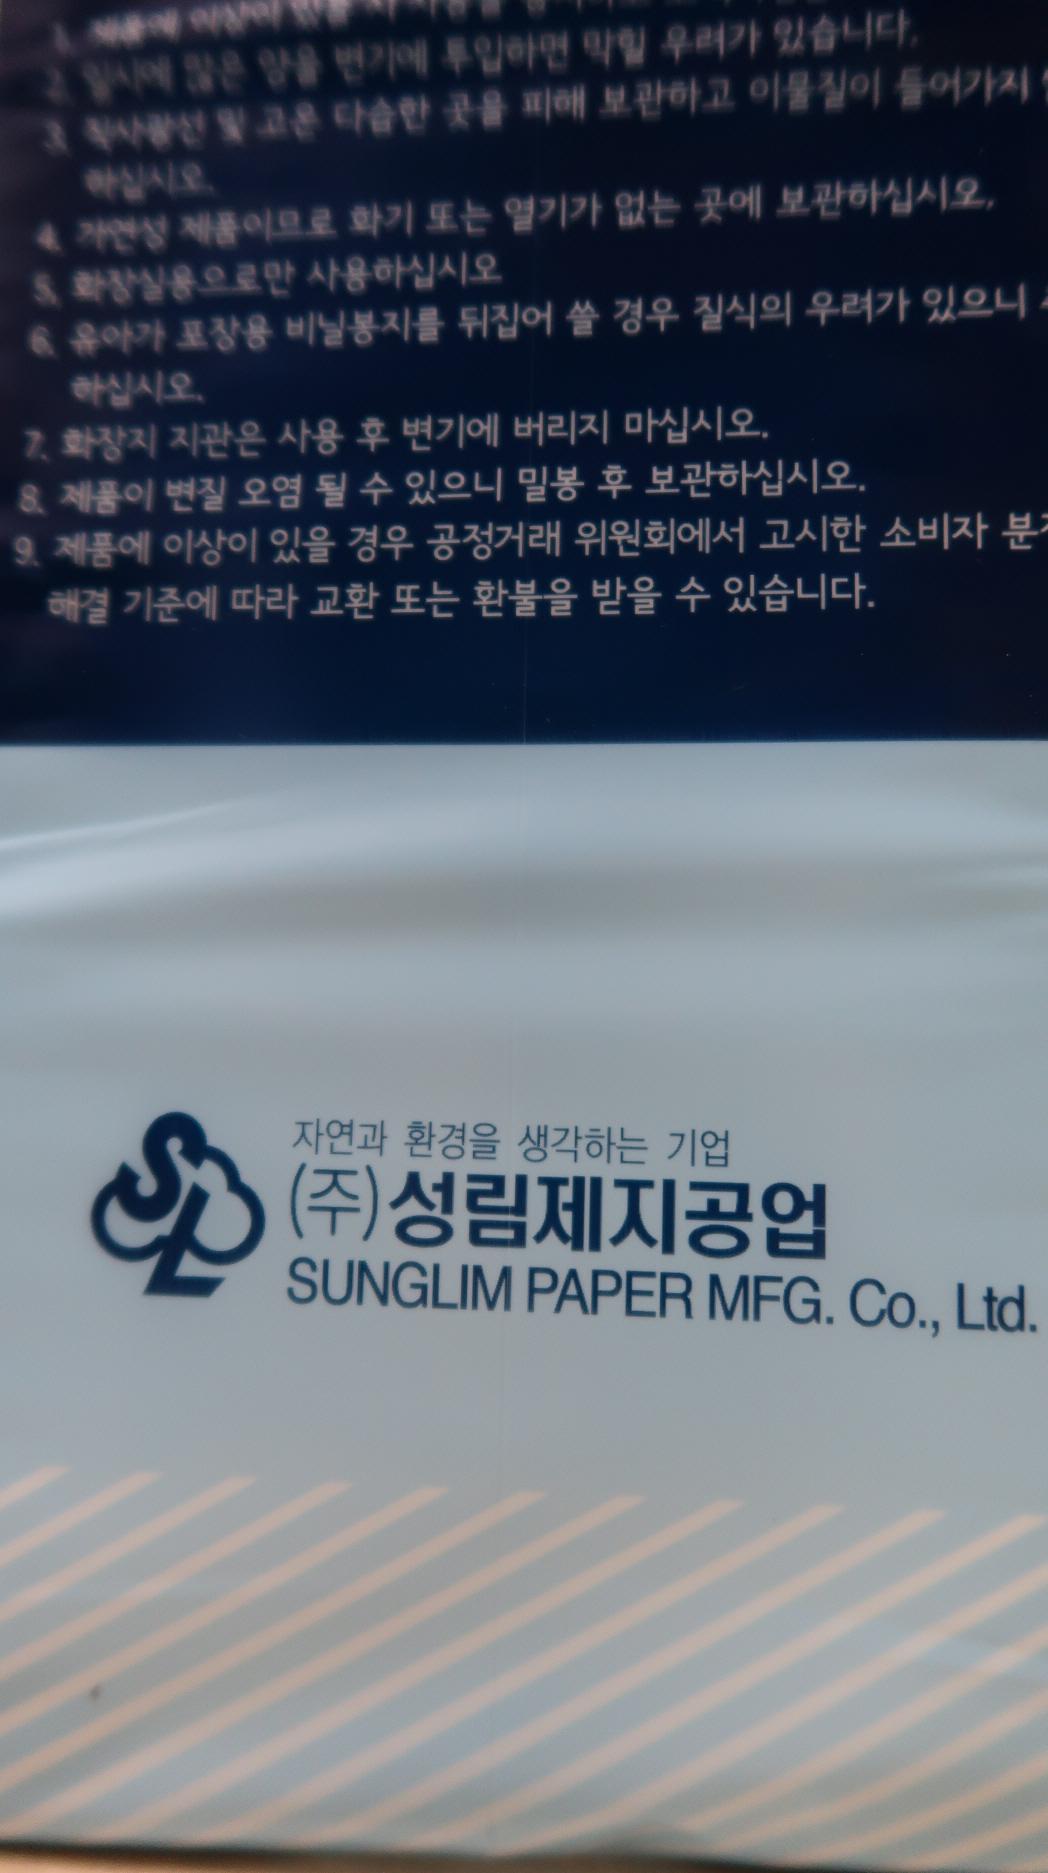 1. 제품에 이상이 있을 시
2. 일시에 많은 양을 변기에 투입하면 막힐 우려가 있습니다.
3. 직사광선 및 고온 다습한 곳을 피해 보관하고 이물질이 들어가지
하십시오.
4. 가연성 제품이므로 화기 또는 열기가 없는 곳에 보관하십시오.
5. 화장실용으로만 사용하십시오
6. 유아가 포장용 비닐봉지를 뒤집어 쓸 경우 질식의 우려가 있으니
하십시오.
7. 화장지 지관은 사용 후 변기에 버리지 마십시오.
8. 제품이 변질 오염 될 수 있으니 밀봉 후 보관하십시오.
9. 제품에 이상이 있을 경우 공정거래 위원회에서 고시한 소비자
해결 기준에 따라 교환 또는 환불을 받을 수 있습니다.
SL
자연과 환경을 생각하는 기업
(주)성림제지공업
SUNGLIM PAPER MFG. Co., Ltd.